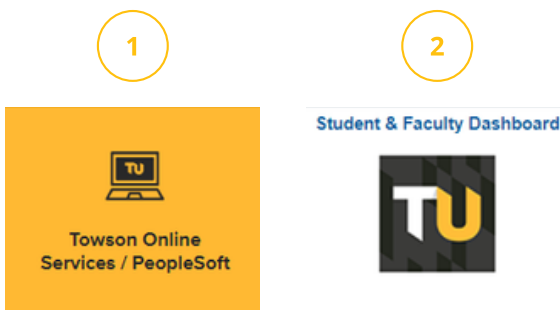 1
2
TU
Towson Online
Services / PeopleSoft
Student & Faculty Dashboard
TU